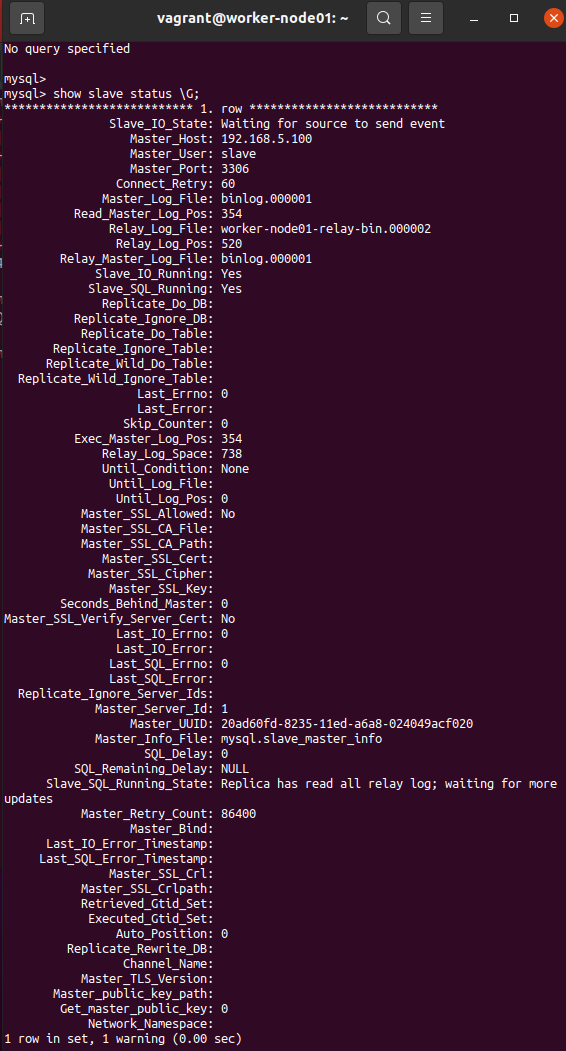 vagrant@worker-node01: ~
No query specified
mysql>
mysql> show slave status \G;
*************************** 1. row ***************************
Slave_IO_State: Waiting for source to send event
Master_Host: 192.168.5.100
Master_User: slave
Master_Port: 3306
Connect_Retry: 60
Master_Log_File: binlog.000001
Read_Master_Log_Pos: 354
Relay_Log_File: worker-node01-relay-bin.000002
Relay_Log_Pos: 520
Relay_Master_Log_File: binlog.000001
Slave_IO_Running: Yes
Slave_SQL_Running: Yes
Replicate_Do_DB:
Replicate_Ignore_DB:
Replicate_Do_Table:
Replicate_Ignore_Table:
Replicate_Wild_Do_Table:
Replicate_Wild_Ignore_Table:
Last_Errno: 0
Last_Error:
Skip_Counter: 0
Exec_Master_Log_Pos: 354
Relay_Log_Space: 738
Until_Condition: None
Until_Log_File:
Until_Log_Pos: 0
Master_SSL_Allowed: No
Master_SSL_CA_File:
Master_SSL_CA_Path:
Master_SSL_Cert:
Master_SSL_Cipher:
Master_SSL_Key:
Seconds_Behind_Master: 0
Master_SSL_Verify_Server_Cert: No
Last_IO_Errno: 0
Last_IO_Error:
Last_SQL_Errno: 0
Last_SQL_Error:
Replicate_Ignore_Server_Ids:
Master_Server_Id: 1
Master_UUID: 20ad60fd-8235-11ed-a6a8-024049acf020
Master_Info_File: mysql.slave_master_info
SQL_Delay: 0
SQL_Remaining_Delay: NULL
Slave_SQL_Running_State: Replica has read all relay log; waiting for more
updates
Master_Retry_Count: 86400
Master_Bind:
Last_IO_Error_Timestamp:
Last_SQL_Error_Timestamp:
Master_SSL_Crl:
Master_SSL_Crlpath:
Retrieved_Gtid_Set:
Executed_Gtid_Set:
Auto_Position: 0
Replicate_Rewrite_DB:
Channel_Name:
Master_TLS_Version:
Master_public_key_path:
Get_master_public_key: 0
Network_Namespace:
1 row in set, 1 warning (0.00 sec)